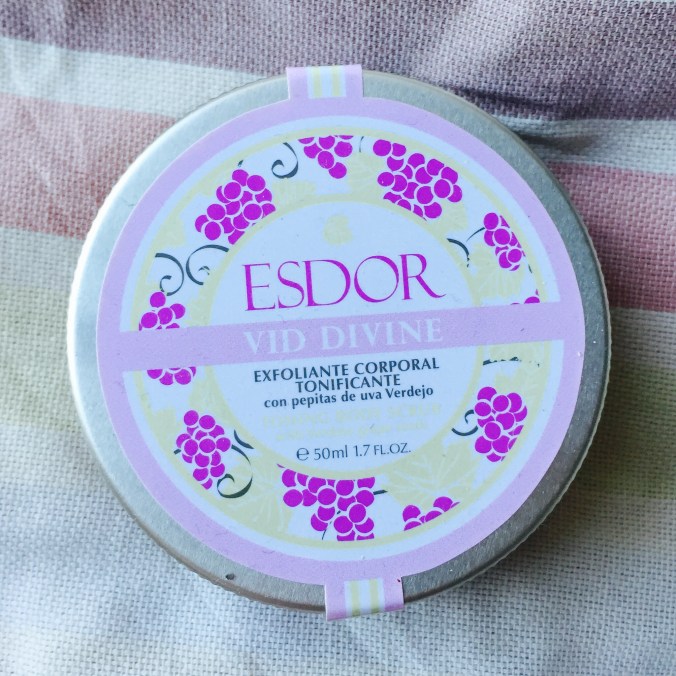 ESDOR
VID DIVINE
EXFOLIANTE CORPORAL
TONIFICANTE
con pepitas de uva Verdejo
℮ 50ml 1.7 FL.OZ.